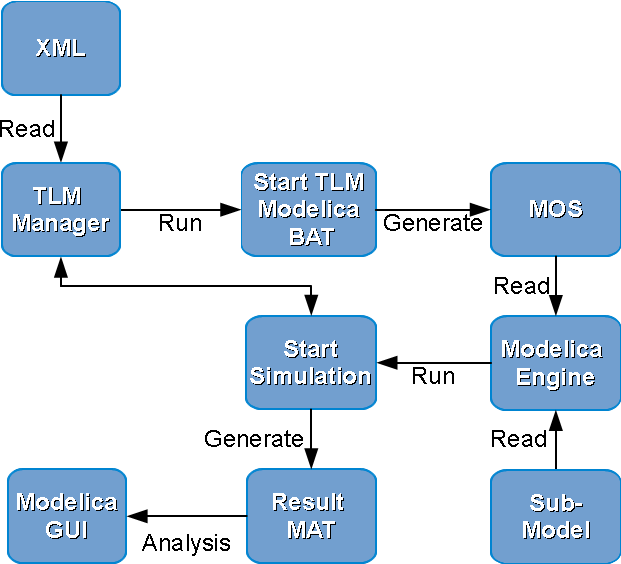 XML
Read
TLM
Manager
Run
Start TLM
Modelica
BAT
Generate
MOS
Read
Start
Simulation
Run
Modelica
Engine
Generate
Read
Modelica
GUI
Analysis
Result
MAT
Sub-
Model